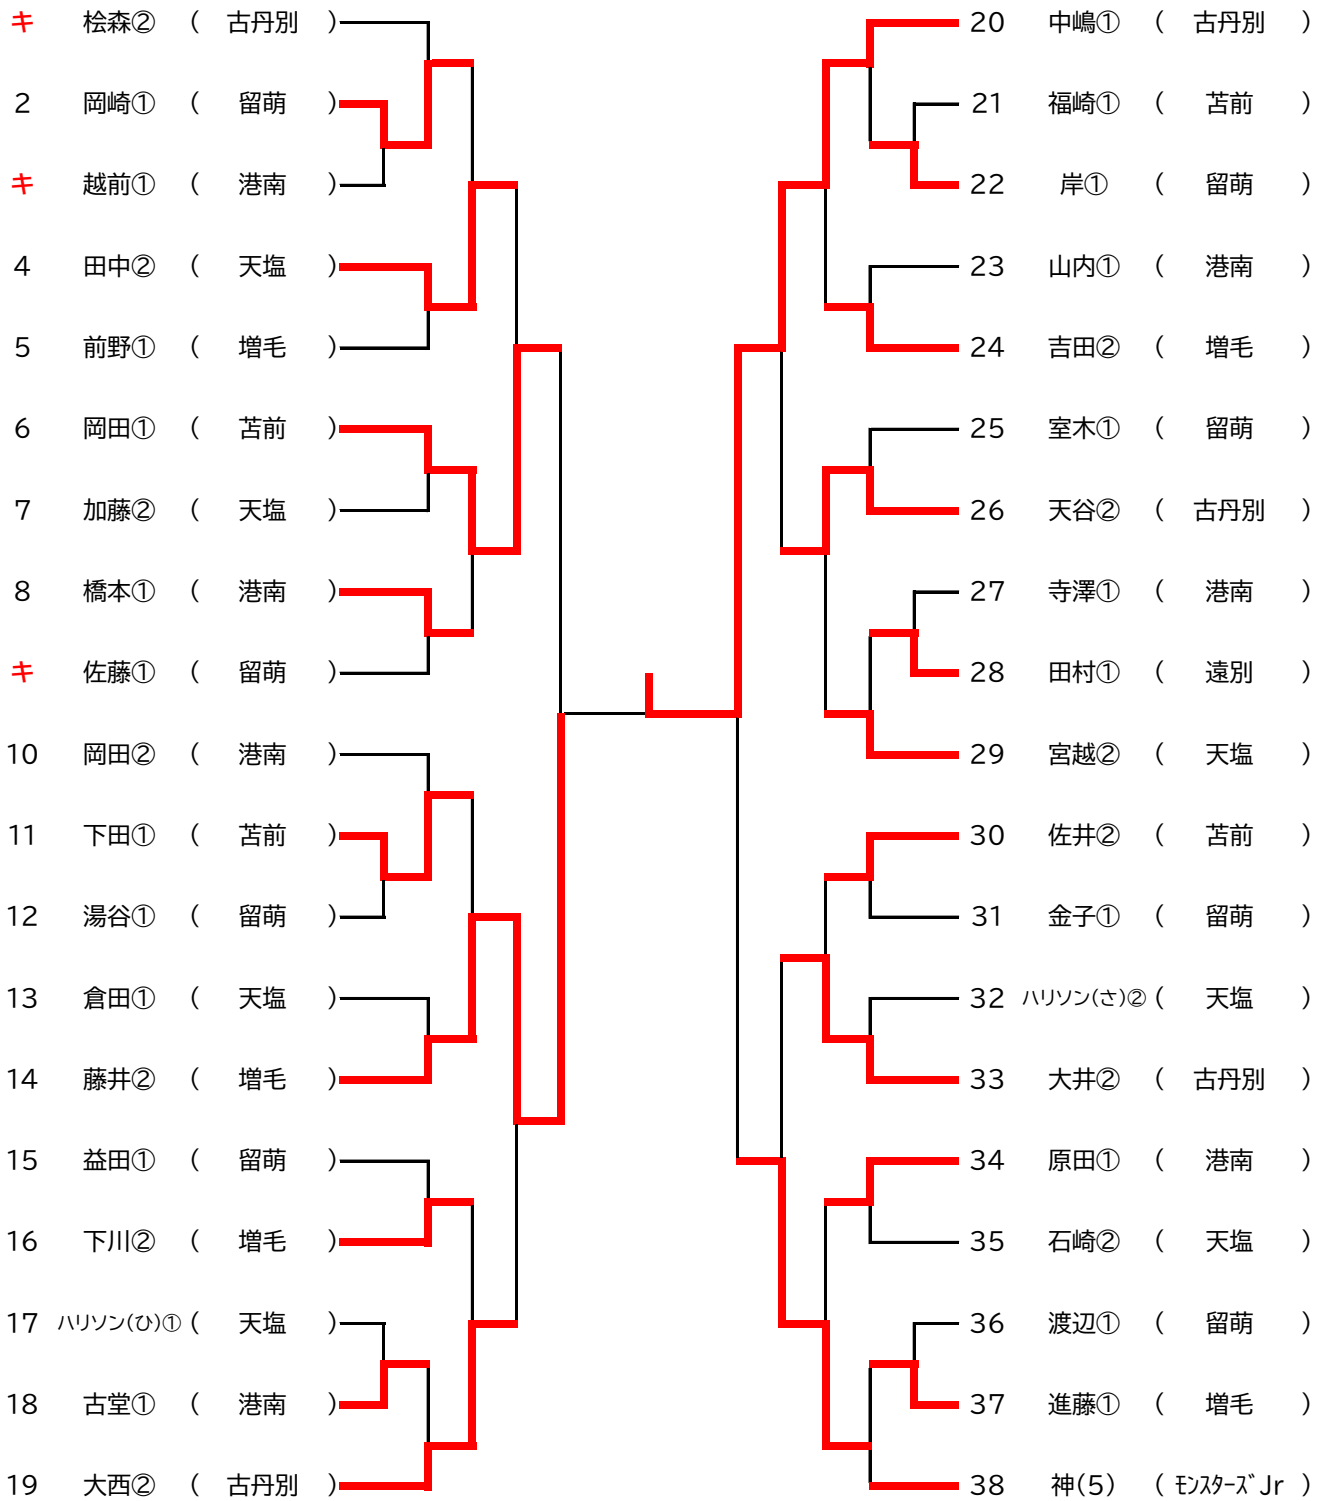 キ 桧森② ( 古丹別 )
2 岡崎① ( 留萌 )
キ 越前① ( 港南 )
4 田中② ( 天塩 )
5 前野① ( 増毛 )
6 岡田① ( 苫前 )
7 加藤② ( 天塩 )
8 橋本① ( 港南 )
キ 佐藤① ( 留萌 )
10 岡田② ( 港南 )
11 下田① ( 苫前 )
12 湯谷① ( 留萌 )
13 倉田① ( 天塩 )
14 藤井② ( 増毛 )
15 益田① ( 留萌 )
16 下川② ( 増毛 )
17 ハリソン(ひ)① ( 天塩 )
18 古堂① ( 港南 )
19 大西② ( 古丹別 )
20 中嶋① ( 古丹別 )
21 福崎① ( 苫前 )
22 岸① ( 留萌 )
23 山内① ( 港南 )
24 吉田② ( 増毛 )
25 室木① ( 留萌 )
26 天谷② ( 古丹別 )
27 寺澤① ( 港南 )
28 田村① ( 遠別 )
29 宮越② ( 天塩 )
30 佐井② ( 苫前 )
31 金子① ( 留萌 )
32 ハリソン(さ)② ( 天塩 )
33 大井② ( 古丹別 )
34 原田① ( 港南 )
35 石崎② ( 天塩 )
36 渡辺① ( 留萌 )
37 進藤① ( 増毛 )
38 神(5) ( ﾓﾝｽﾀｰｽﾞJr )